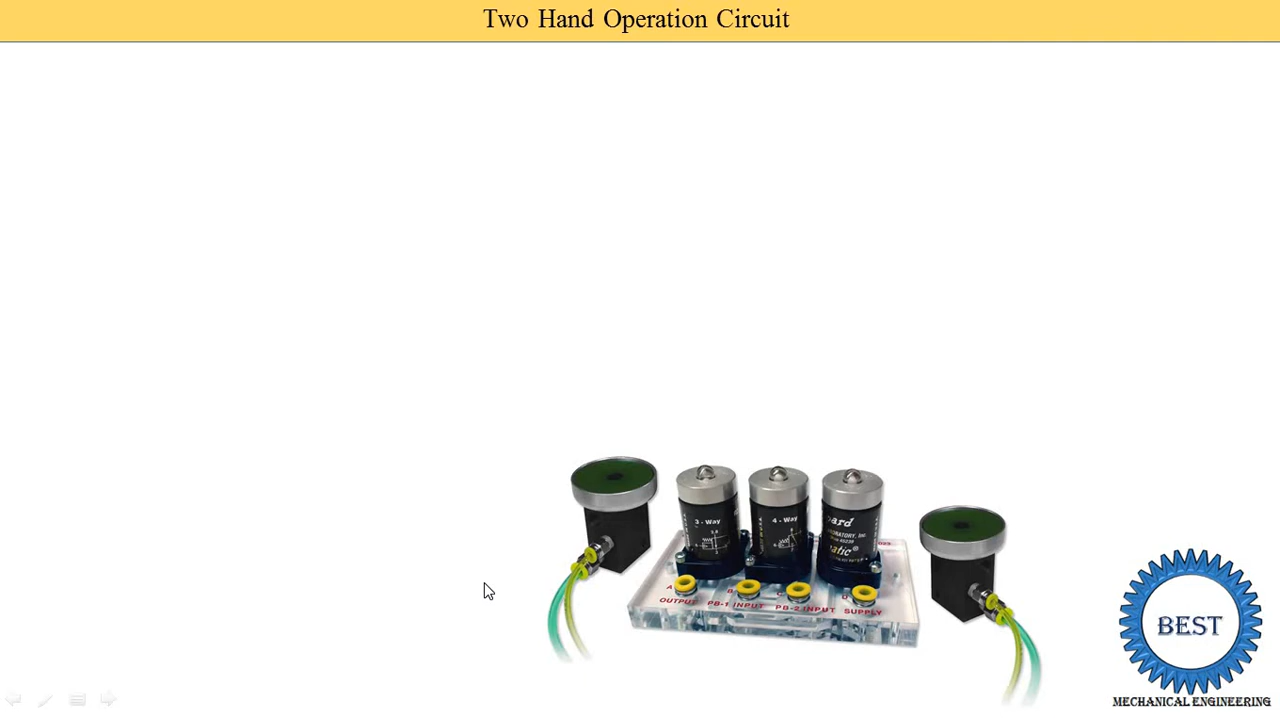 Two Hand Operation Circuit
3 - Way
4 - Way
OUTPUT PB-1 INPUT PB-2 INPUT SUPPLY
BEST
MECHANICAL ENGINEERING